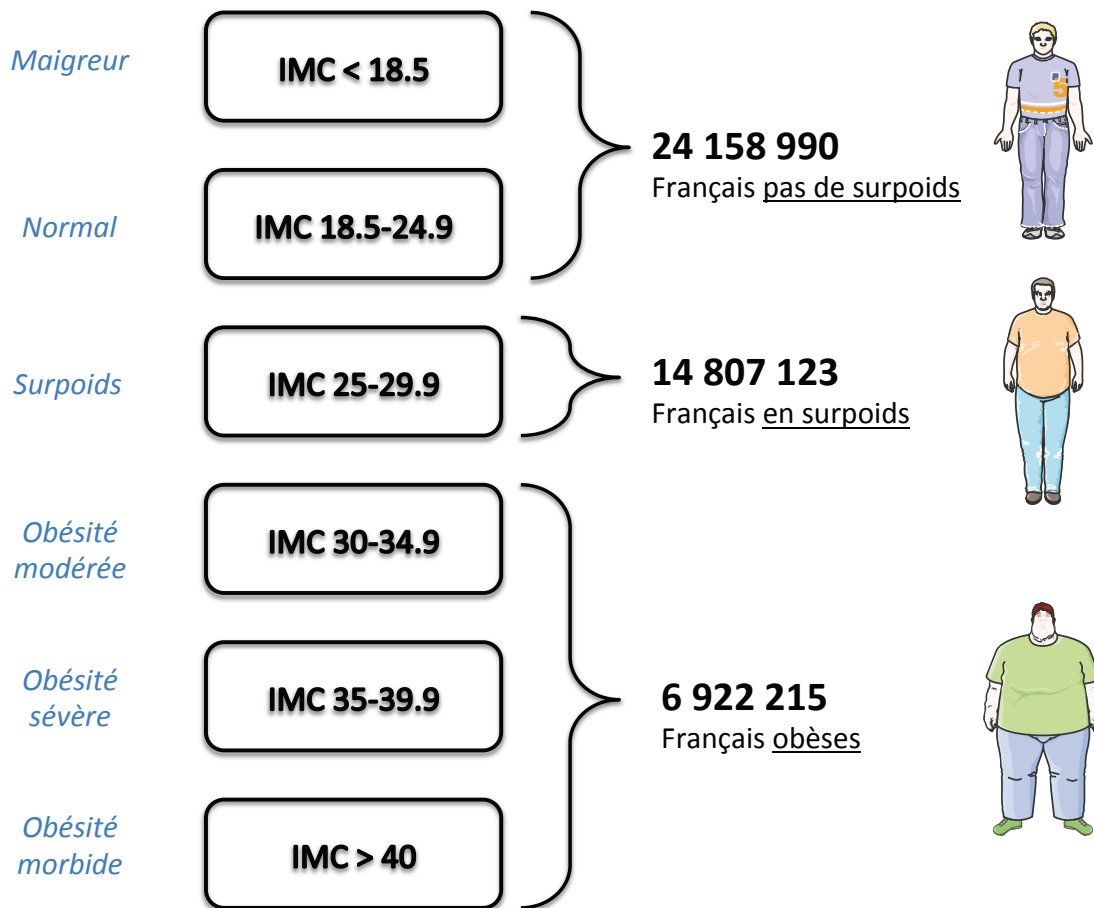 Maigreur
IMC < 18.5
24 158 990
Français pas de surpoids
5
Normal
IMC 18.5-24.9
Surpoids
IMC 25-29.9
14 807 123
Français en surpoids
Obésité
modérée
IMC 30-34.9
Obésité
sévère
IMC 35-39.9
6 922 215
Français obèses
Obésité
morbide
IMC > 40